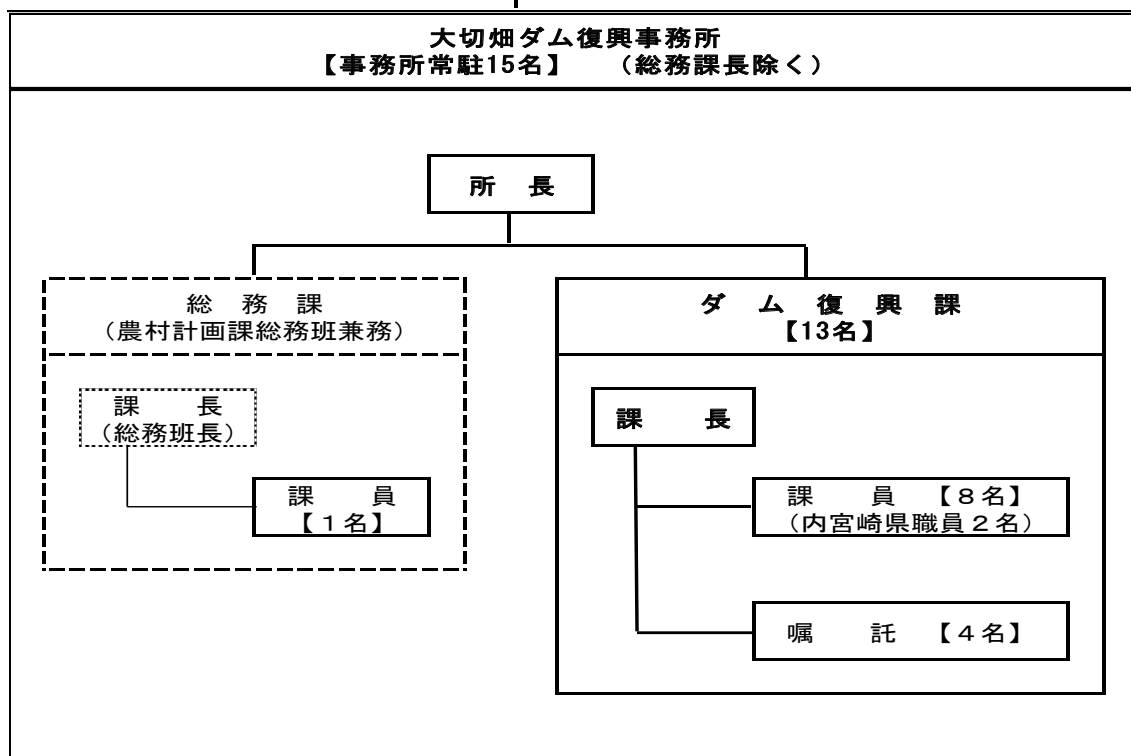 大切畑ダム復興事務所
【事務所常駐15名】 (総務課長除く)
所 長
総 務 課
(農村計画課総務班兼務)
課 長
(総務班長)
課 員
【1名】
ダ ム 復 興 課
【13名】
課 長
課 員 【8名】
(内宮崎県職員2名)
嘱 託 【4名】